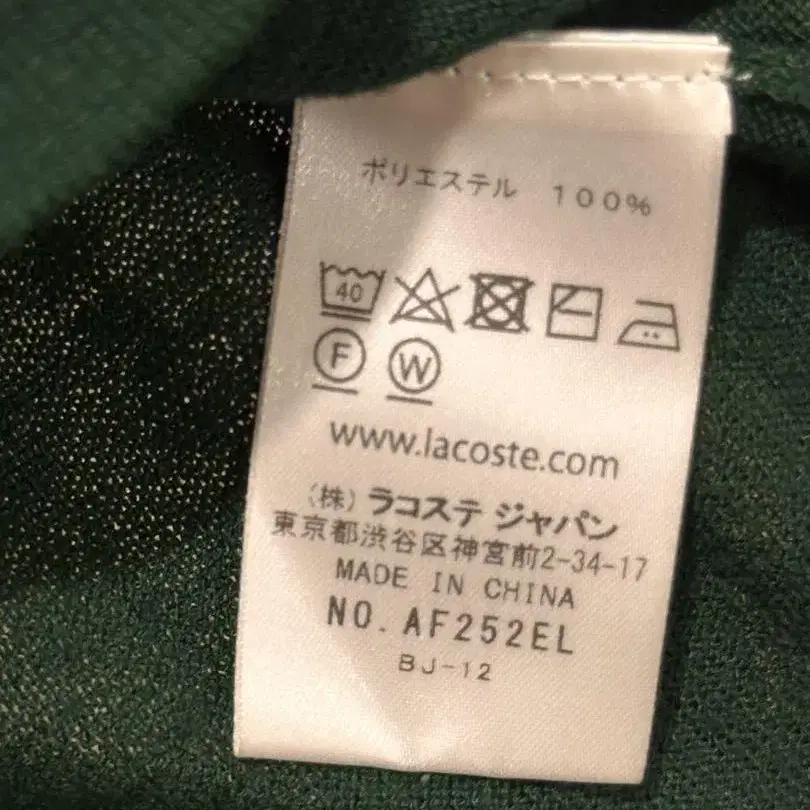 ポリエステル 100%
40
F W
www.lacoste.com
(株) ラコステ ジャパン
東京都渋谷区神宮前2-34-17
MADE IN CHINA
NO. AF252EL
BJ-12